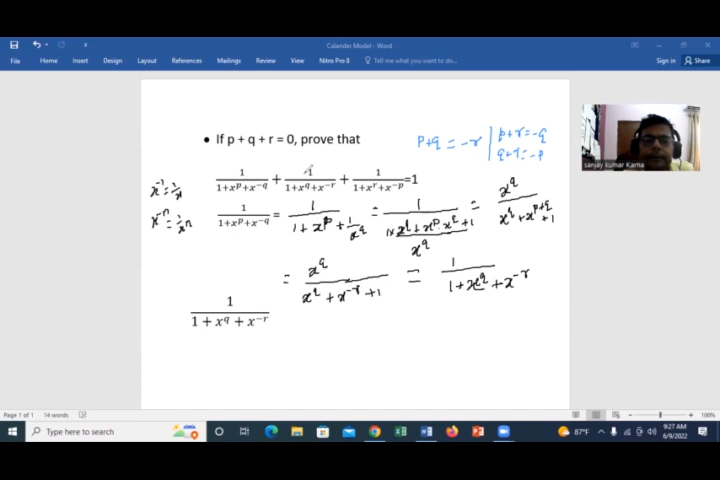 Calander Model - Word
Sign in Share
File Home Insert Design Layout References Mailings Review View Nitro Pro 8 Tell me what you want to do...
• If p + q + r = 0, prove that
p+q = -r | p+r = -q
q+r = -p
1/(1+x^p+x^−q) + 1/(1+x^q+x^−r) + 1/(1+x^r+x^−p) =1
x^-1 = 1/x
x^-n = 1/x^n
1/(1+x^p+x^−q) = 1/(1+x^p+1/x^q) = 1/((1×x^q+x^p.x^q+1)/x^q) = x^q/(x^q+x^(p+q)+1)
= x^q/(x^q+x^-r+1) = 1/(1+x^q+x^-r)
1/(1 + x^q + x^−r)
sanjay kumar Karna
Page 1 of 1 14 words 100%
Type here to search
87°F
9:27 AM
6/9/2022